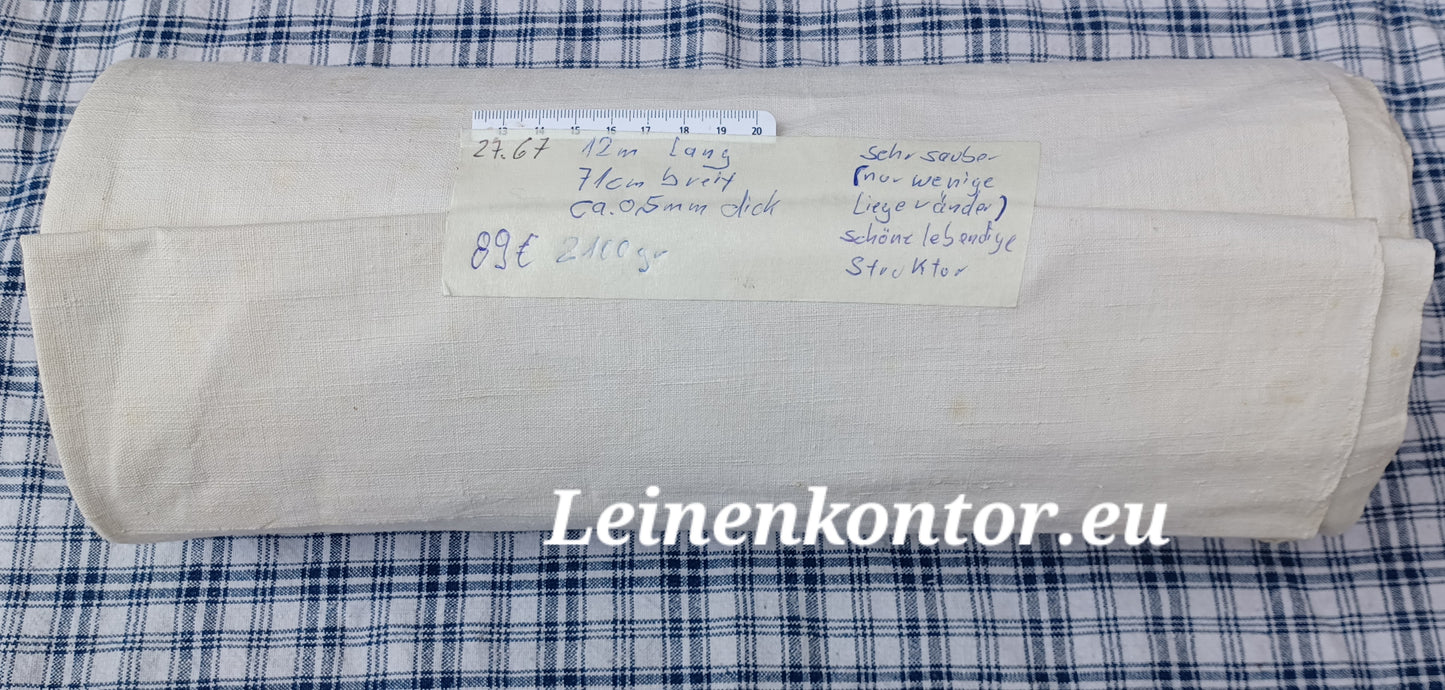 13 14 15 16 17 18 19 20
27.67 12m lang
71cm breit
ca. 0,5mm dick
89€ 2100gr
sehr sauber
(nur wenige
Liegeränder)
schöne lebendige
Struktur
Leinenkontor.eu